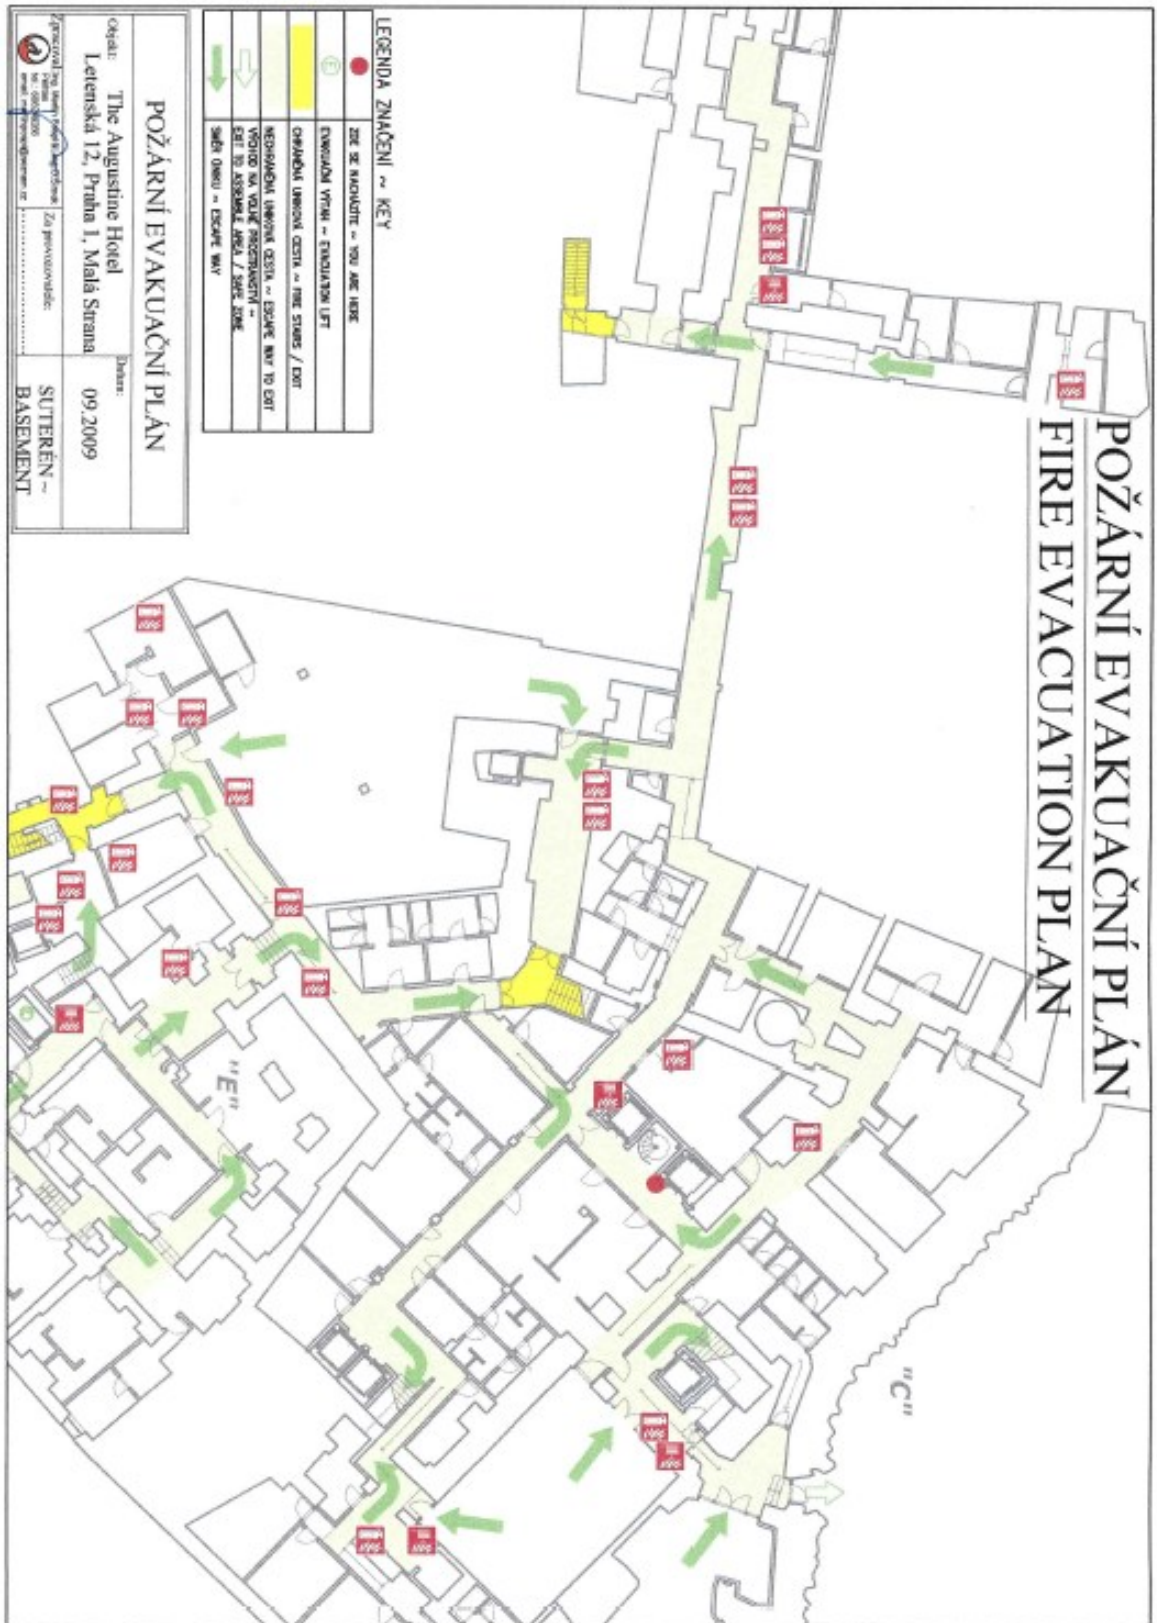 POŽÁRNÍ EVAKUAČNÍ PLÁN
FIRE EVACUATION PLAN
LEGENDA ZNAČENÍ ~ KEY
ZDE SE NACHÁZÍTE ~ YOU ARE HERE
E
EVAKUAČNÍ VÝTAH ~ EVACUATION LIFT
CHRÁNĚNÁ ÚNIKOVÁ CESTA ~ FIRE STAIRS / EXIT
NECHRÁNĚNÁ ÚNIKOVÁ CESTA ~ ESCAPE WAY TO EXIT
VÝCHOD NA VOLNÉ PROSTRANSTVÍ ~
EXIT TO ASSEMBLE AREA / SAFE ZONE
SMĚR ÚNIKU ~ ESCAPE WAY
"C"
"E"
POŽÁRNÍ EVAKUAČNÍ PLÁN
Objekt: The Augustine Hotel
Letenská 12, Praha 1, Malá Strana
Datum:
09.2009
Zpracoval
Za provozovatele:
SUTERÉN ~
BASEMENT